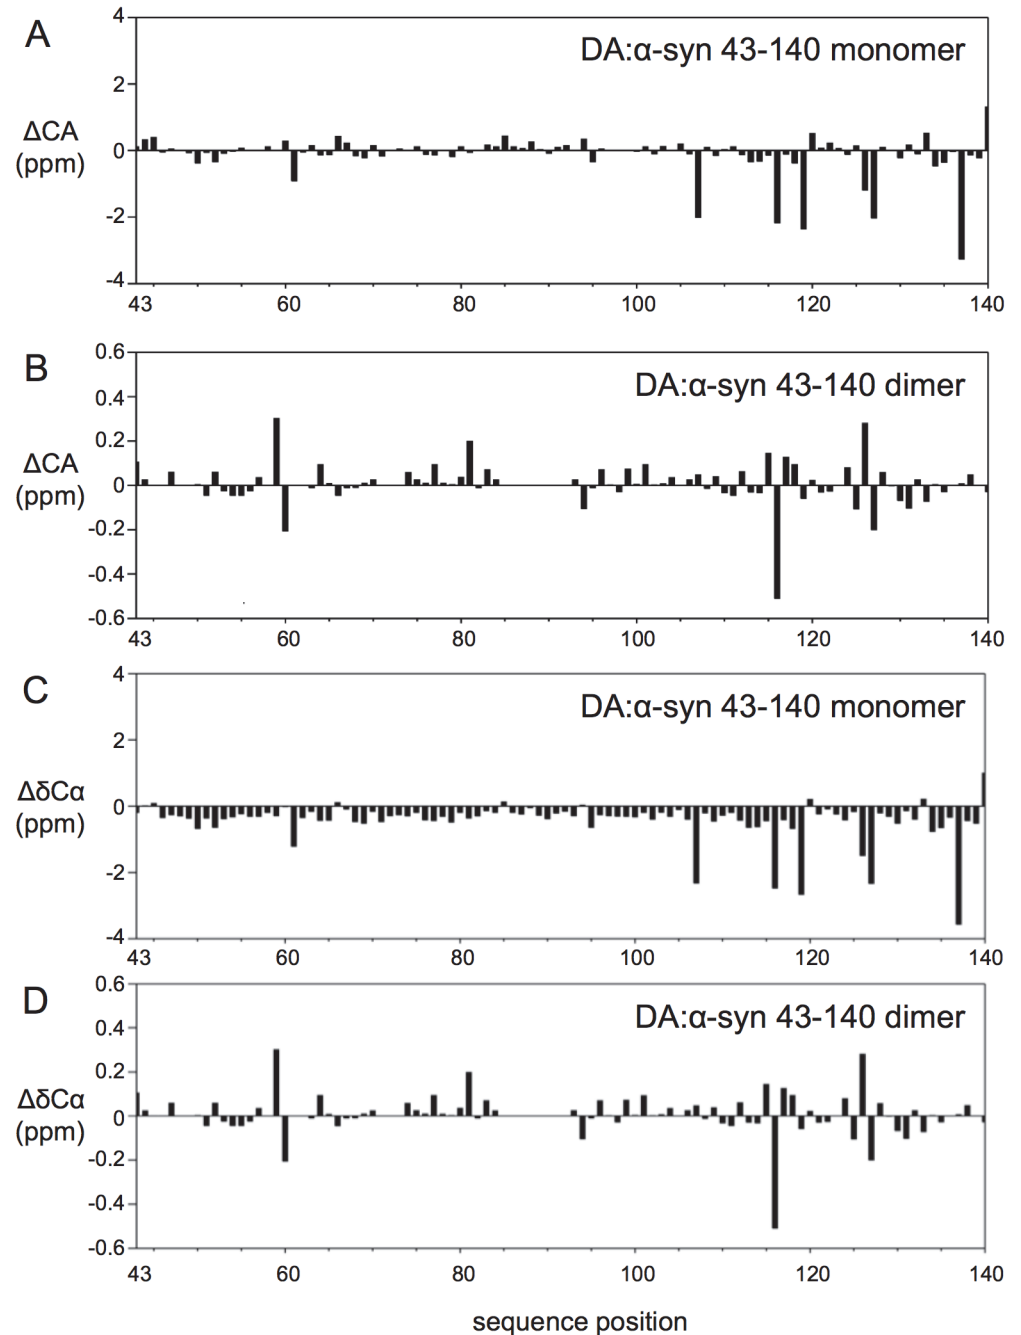 A
DA:α-syn 43-140 monomer
ΔCA
(ppm)
4
2
0
-2
-4
43 60 80 100 120 140
B
DA:α-syn 43-140 dimer
ΔCA
(ppm)
0.6
0.4
0.2
0
-0.2
-0.4
-0.6
43 60 80 100 120 140
C
DA:α-syn 43-140 monomer
ΔδCα
(ppm)
4
2
0
-2
-4
43 60 80 100 120 140
D
DA:α-syn 43-140 dimer
ΔδCα
(ppm)
0.6
0.4
0.2
0
-0.2
-0.4
-0.6
43 60 80 100 120 140
sequence position